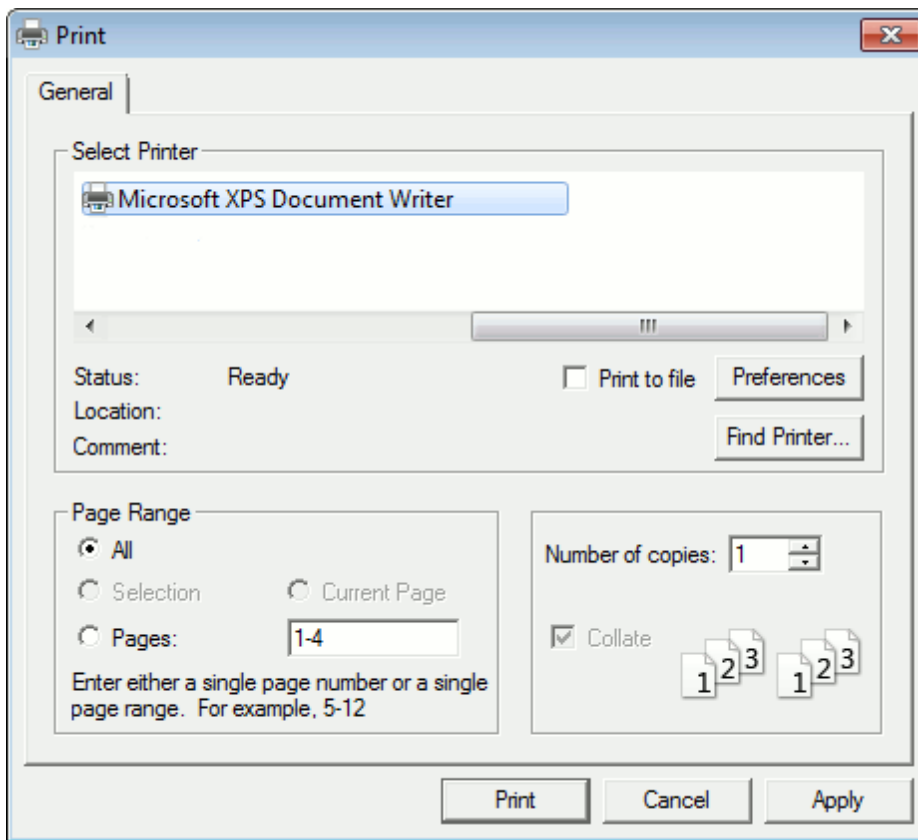 Print
General
Select Printer
Microsoft XPS Document Writer
Status: Ready
Print to file
Preferences
Location:
Comment:
Find Printer...
Page Range
All
Selection
Current Page
Pages: 1-4
Enter either a single page number or a single
page range. For example, 5-12
Number of copies: 1
Collate
1 2 3 1 2 3
Print Cancel Apply